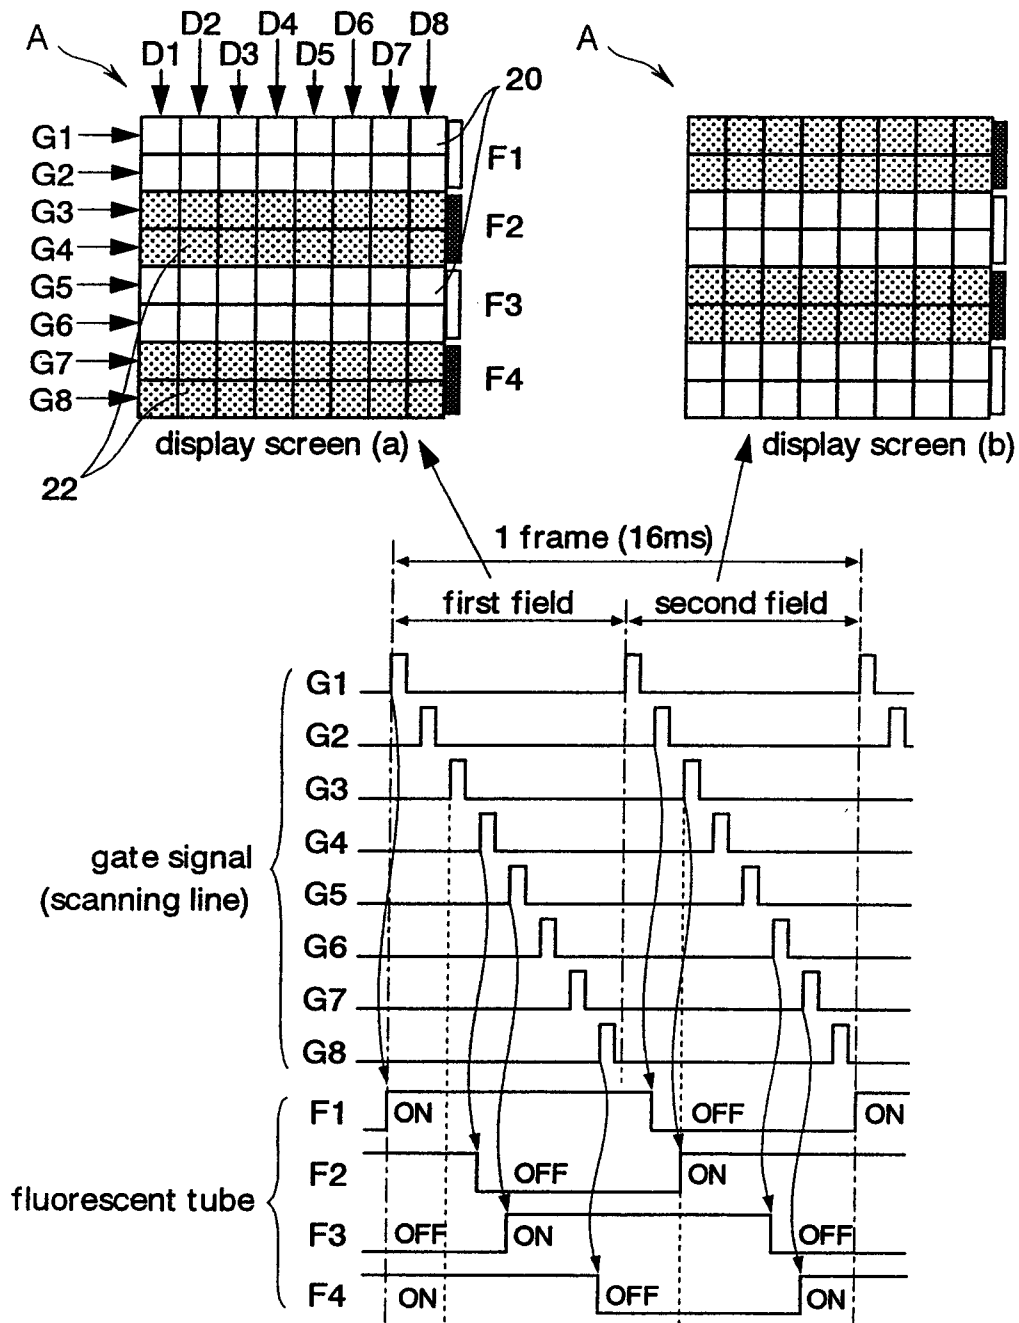 A
D2 D4 D6 D8
D1 D3 D5 D7
20
G1
G2
G3
G4
G5
G6
G7
G8
F1
F2
F3
F4
22
display screen (a)
A
display screen (b)
1 frame (16ms)
first field
second field
gate signal
(scanning line)
G1
G2
G3
G4
G5
G6
G7
G8
fluorescent tube
F1 ON OFF ON
F2 OFF ON
F3 OFF ON OFF
F4 ON OFF ON